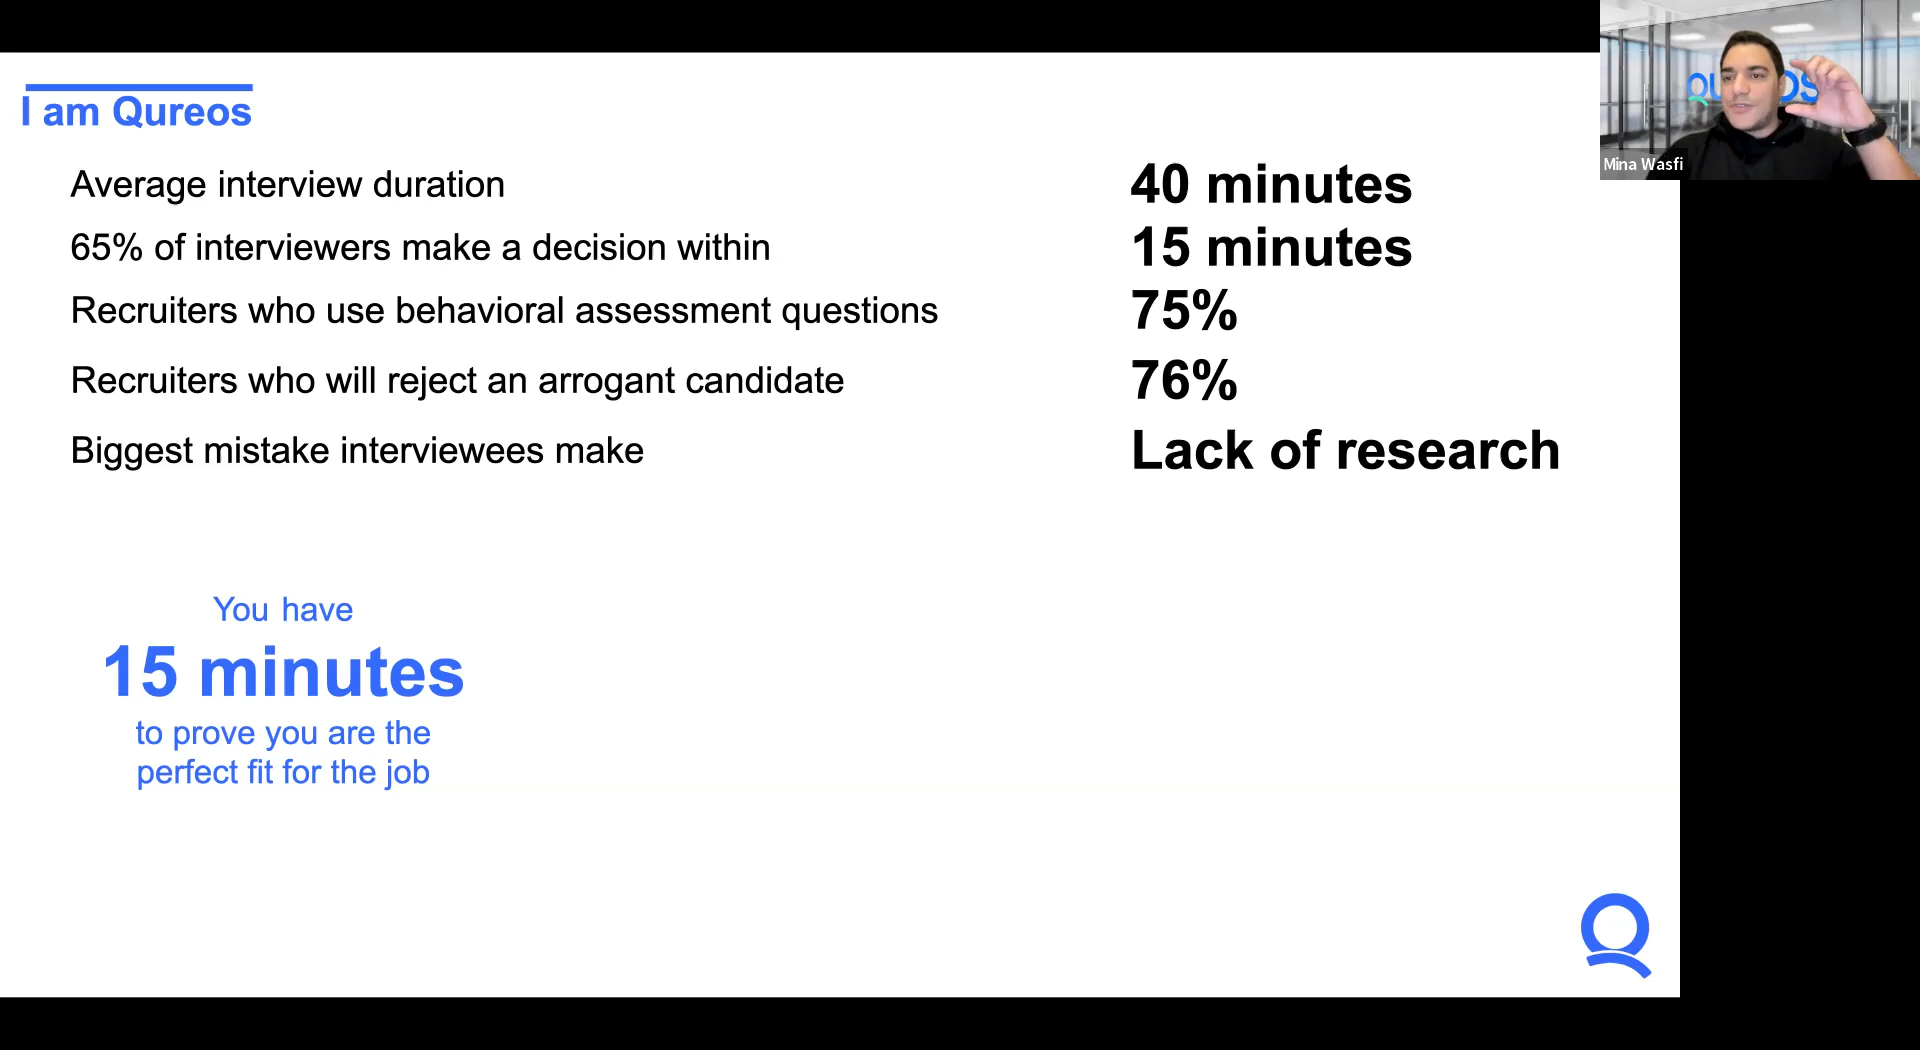 I am Qureos
Average interview duration 40 minutes
65% of interviewers make a decision within 15 minutes
Recruiters who use behavioral assessment questions 75%
Recruiters who will reject an arrogant candidate 76%
Biggest mistake interviewees make Lack of research
You have
15 minutes
to prove you are the
perfect fit for the job
Mina Wasfi